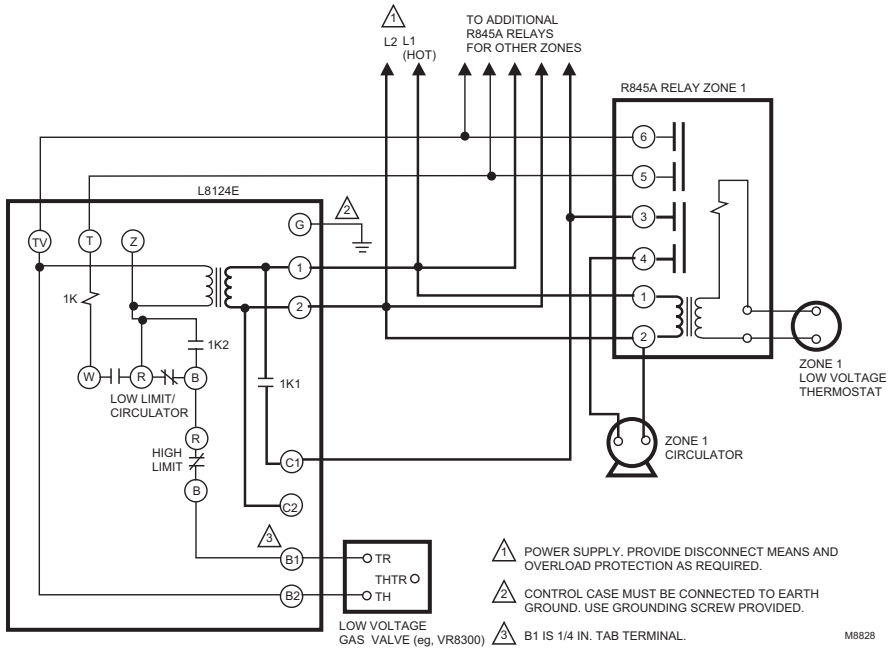 1
L2 L1
(HOT)
TO ADDITIONAL
R845A RELAYS
FOR OTHER ZONES
R845A RELAY ZONE 1
6
5
3
4
1
2
L8124E
2
TV
T
Z
G
1
2
1K
1K2
W
R
B
1K1
LOW LIMIT/
CIRCULATOR
R
HIGH
LIMIT
B
C1
C2
3
B1
B2
TR
THTR
TH
LOW VOLTAGE
GAS VALVE (eg, VR8300)
ZONE 1
LOW VOLTAGE
THERMOSTAT
ZONE 1
CIRCULATOR
1 POWER SUPPLY. PROVIDE DISCONNECT MEANS AND
OVERLOAD PROTECTION AS REQUIRED.
2 CONTROL CASE MUST BE CONNECTED TO EARTH
GROUND. USE GROUNDING SCREW PROVIDED.
3 B1 IS 1/4 IN. TAB TERMINAL.
M8828